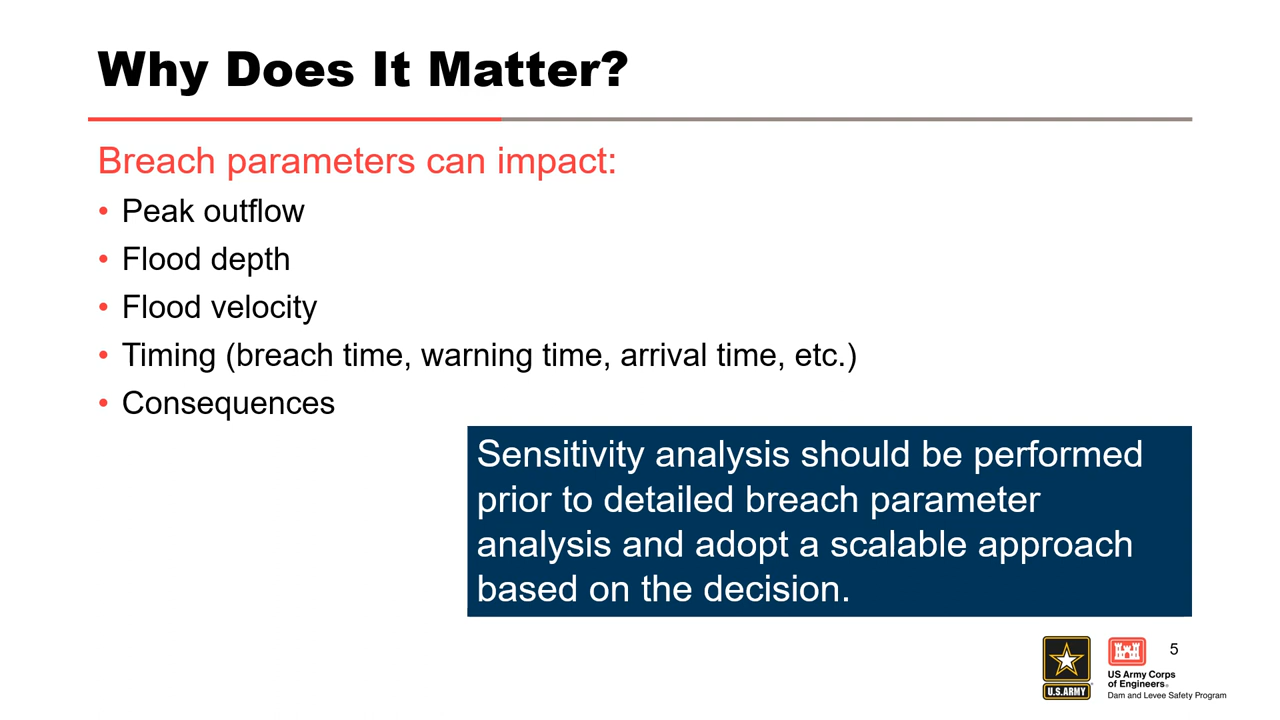 Why Does It Matter?
Breach parameters can impact:
• Peak outflow
• Flood depth
• Flood velocity
• Timing (breach time, warning time, arrival time, etc.)
• Consequences
Sensitivity analysis should be performed
prior to detailed breach parameter
analysis and adopt a scalable approach
based on the decision.
U.S.ARMY
US Army Corps
of Engineers®
Dam and Levee Safety Program
5